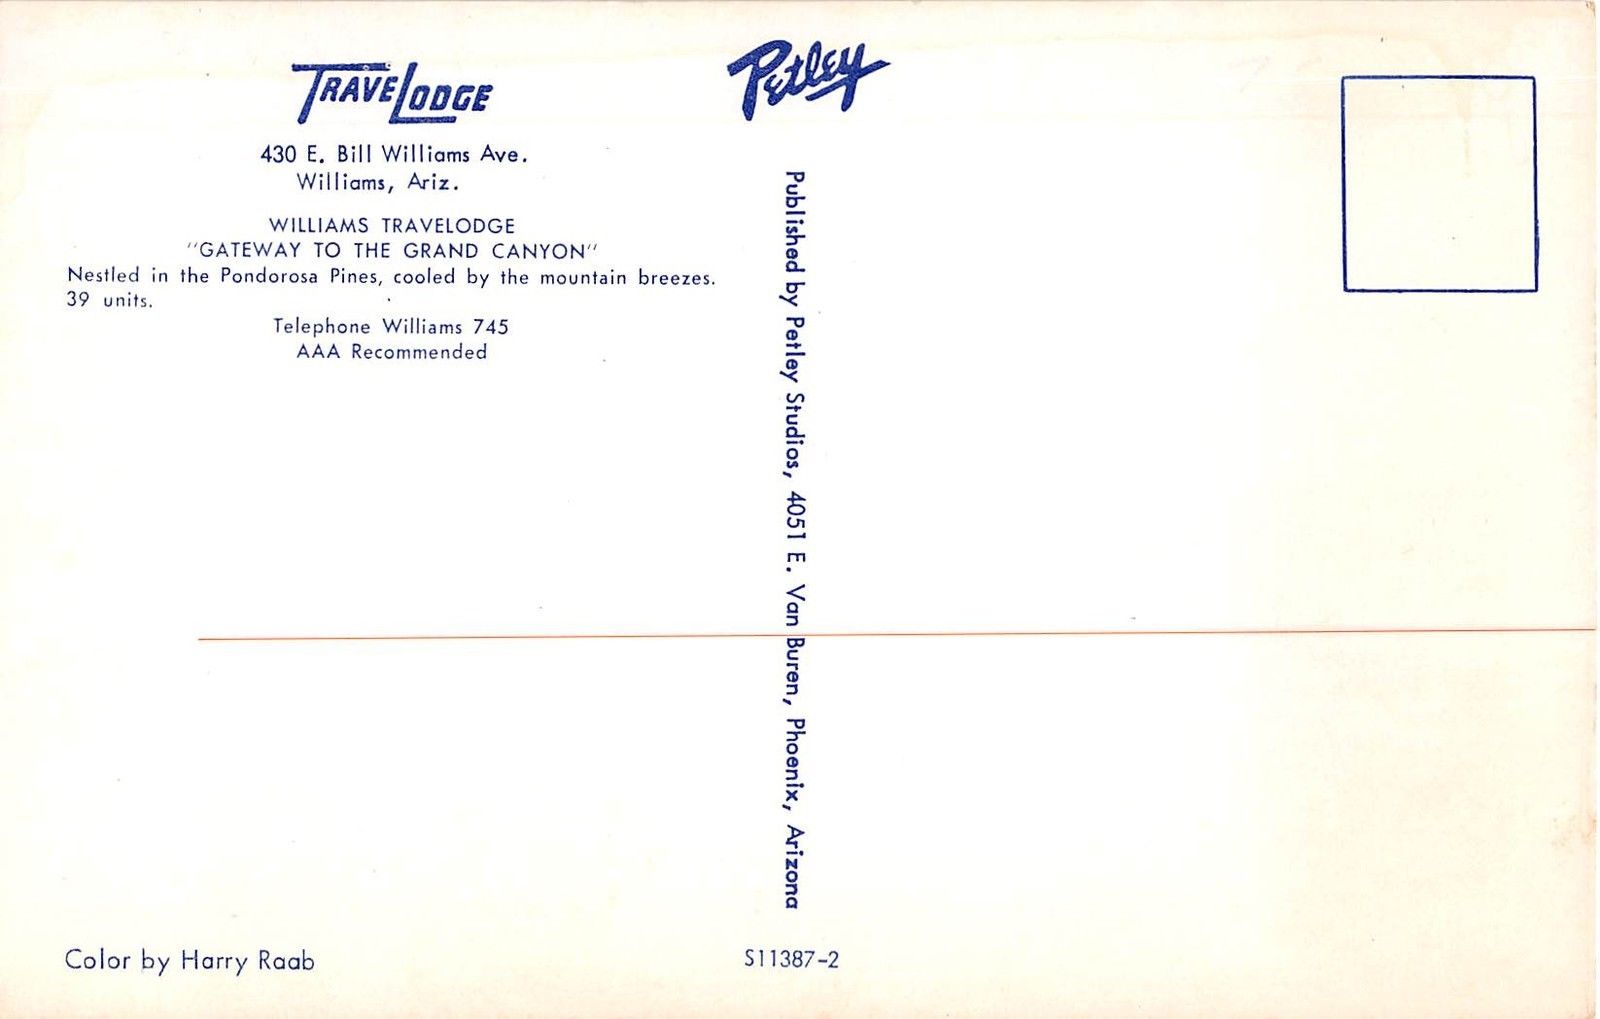 TRAVELODGE
430 E. Bill Williams Ave.
Williams, Ariz.
WILLIAMS TRAVELODGE
"GATEWAY TO THE GRAND CANYON"
Nestled in the Pondorosa Pines, cooled by the mountain breezes.
39 units.
Telephone Williams 745
AAA Recommended
Color by Harry Raab
Petley
Published by Petley Studios, 4051 E. Van Buren, Phoenix, Arizona
S11387-2